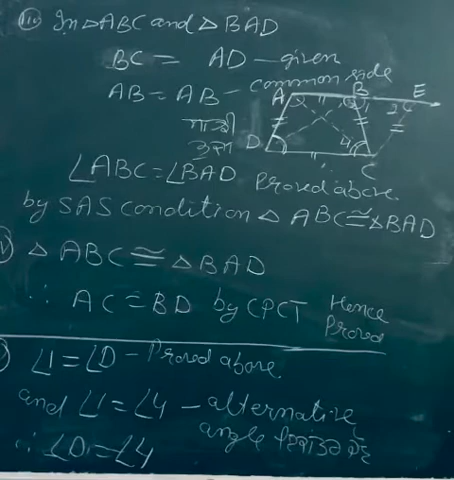 (iii) In △ABC and △BAD
BC = AD - given
AB = AB - common side
A B E
2
D 4
C
∠ABC = ∠BAD Proved above.
by SAS condition △ ABC ≅ △BAD
△ ABC ≅ △BAD
∴ AC = BD by CPCT Hence Proved
∠1 = ∠D - Proved above.
and ∠1 = ∠4 - alternative
angle
∴ ∠D = ∠4